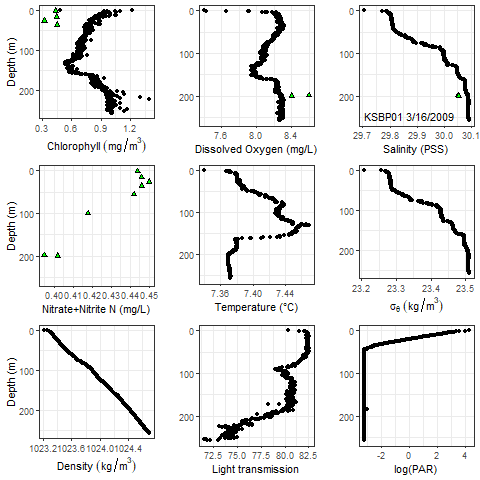 0
100
200
Depth (m)
0.3 0.6 0.9 1.2
Chlorophyll (mg/m³)
0
100
200
7.6 8.0 8.4
Dissolved Oxygen (mg/L)
0
100
200
KSBP01 3/16/2009
29.7 29.8 29.9 30.0 30.1
Salinity (PSS)
0
100
200
Depth (m)
0.40 0.41 0.42 0.43 0.44 0.45
Nitrate+Nitrite N (mg/L)
0
100
200
7.36 7.40 7.44
Temperature (°C)
0
100
200
23.2 23.3 23.4 23.5
σθ (kg/m³)
0
100
200
Depth (m)
1023.2 1023.6 1024.0 1024.4
Density (kg/m³)
0
100
200
72.5 75.0 77.5 80.0 82.5
Light transmission
0
100
200
-2 0 2 4
log(PAR)